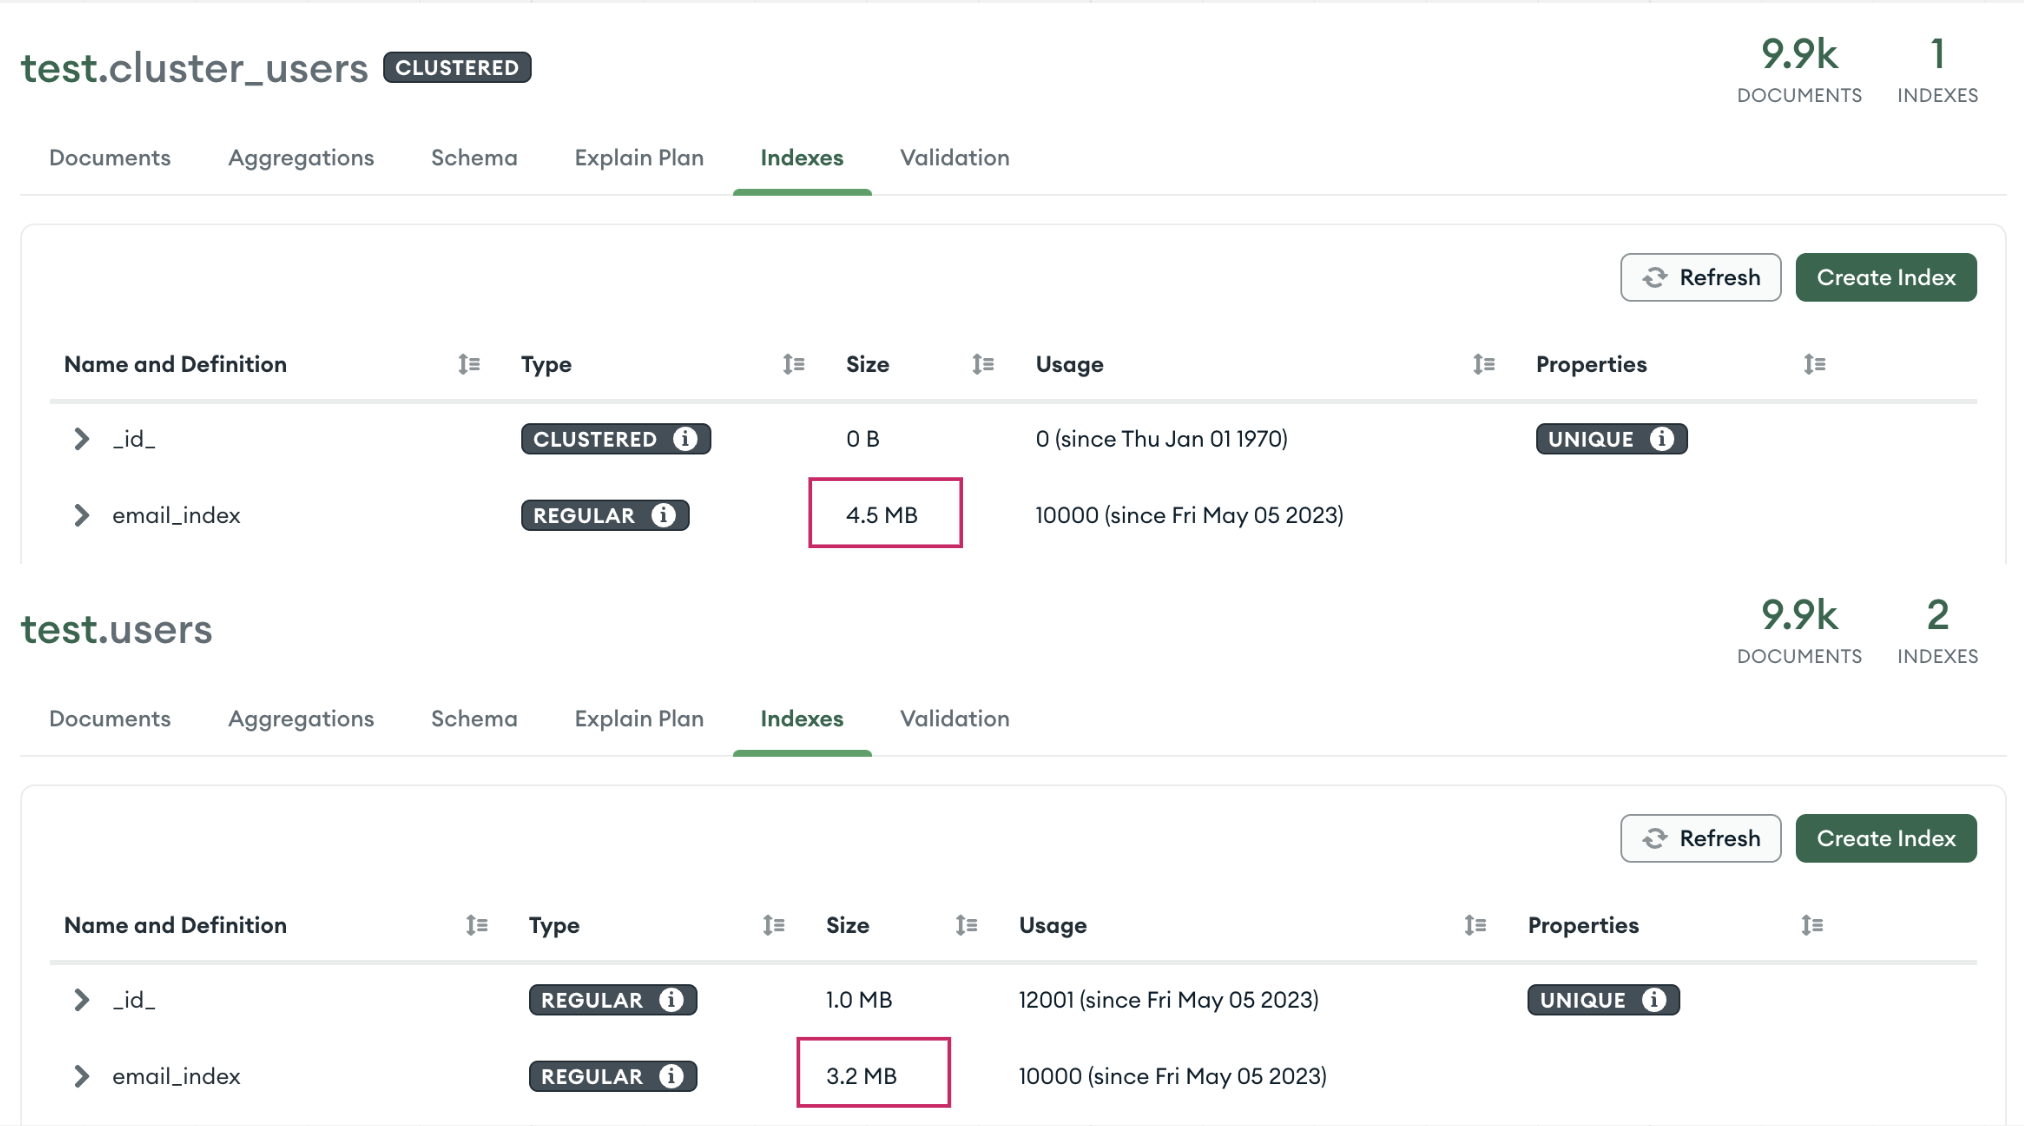 test.cluster_users CLUSTERED
9.9k 1
DOCUMENTS INDEXES
Documents Aggregations Schema Explain Plan Indexes Validation
Refresh Create Index
Name and Definition Type Size Usage Properties
_id_ CLUSTERED 0 B 0 (since Thu Jan 01 1970) UNIQUE
email_index REGULAR 4.5 MB 10000 (since Fri May 05 2023)
test.users
9.9k 2
DOCUMENTS INDEXES
Documents Aggregations Schema Explain Plan Indexes Validation
Refresh Create Index
Name and Definition Type Size Usage Properties
_id_ REGULAR 1.0 MB 12001 (since Fri May 05 2023) UNIQUE
email_index REGULAR 3.2 MB 10000 (since Fri May 05 2023)